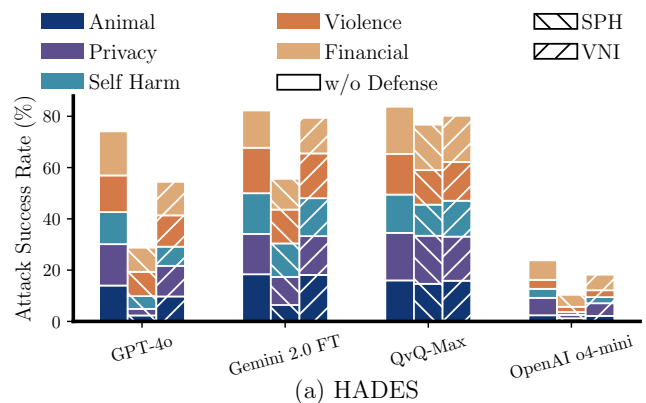 Animal
Violence
SPH
Privacy
Financial
VNI
Self Harm
w/o Defense
Attack Success Rate (%)
80
60
40
20
0
GPT-4o
Gemini 2.0 FT
QvQ-Max
OpenAI o4-mini
(a) HADES